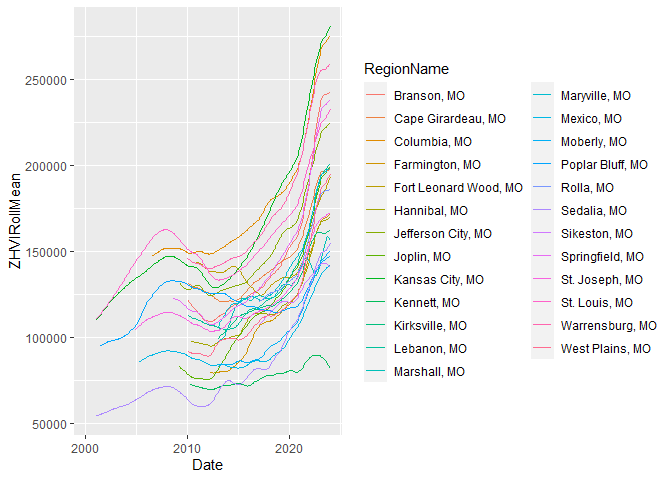 250000
200000
150000
100000
50000
ZHVIRollMean
2000
2010
2020
Date
RegionName
Branson, MO
Cape Girardeau, MO
Columbia, MO
Farmington, MO
Fort Leonard Wood, MO
Hannibal, MO
Jefferson City, MO
Joplin, MO
Kansas City, MO
Kennett, MO
Kirksville, MO
Lebanon, MO
Marshall, MO
Maryville, MO
Mexico, MO
Moberly, MO
Poplar Bluff, MO
Rolla, MO
Sedalia, MO
Sikeston, MO
Springfield, MO
St. Joseph, MO
St. Louis, MO
Warrensburg, MO
West Plains, MO